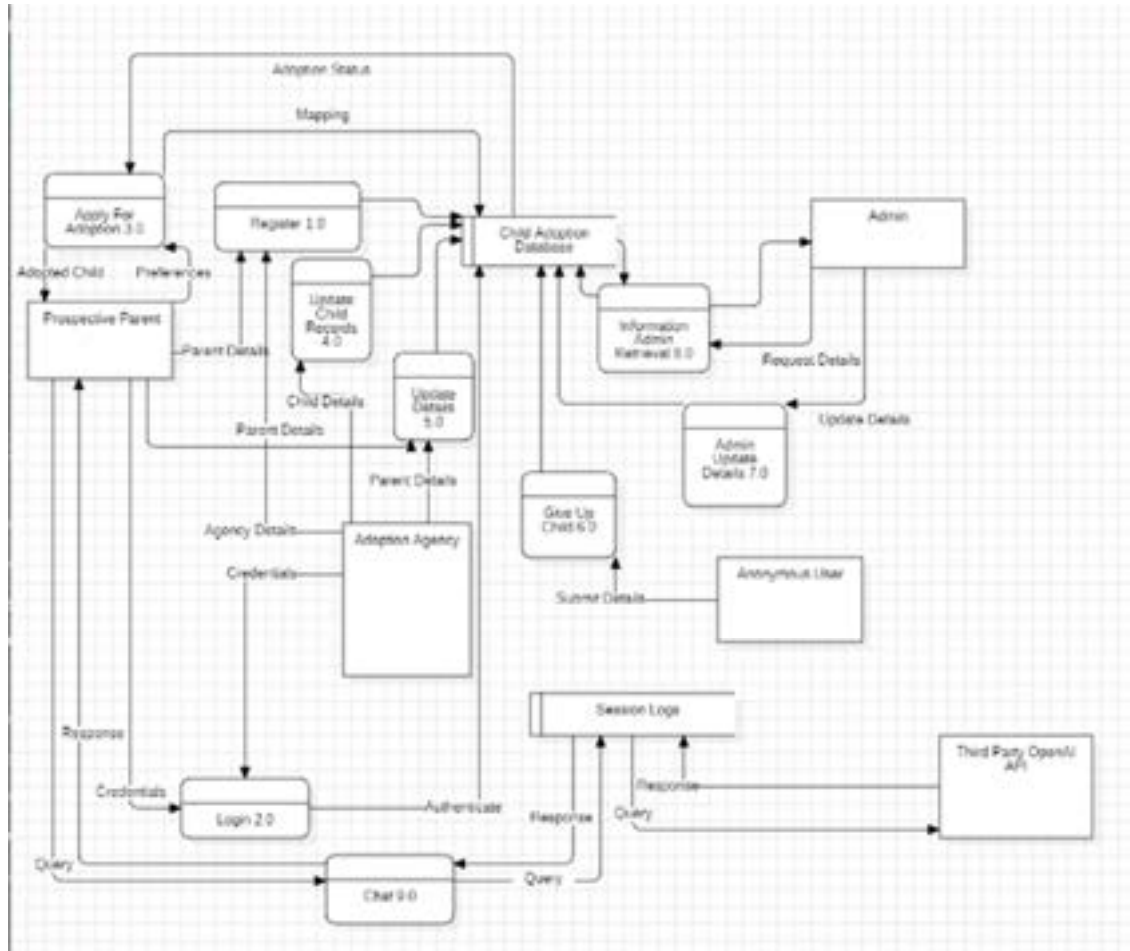 Adoption Status
Mapping
Apply For
Adoption 3.0
Register 1.0
Child Adoption
Database
Admin
Adopted Child
Preferences
Update
Child
Records
4.0
Information
Admin
Retrieval 8.0
Prospective Parent
Parent Details
Request Details
Child Details
Update
Details
5.0
Update Details
Parent Details
Admin
Update
Details 7.0
Parent Details
Give Up
Child 6.0
Agency Details
Adoption Agency
Credentials
Anonymous User
Submit Details
Session Logs
Response
Third Party OpenAI
API
Credentials
Response
Login 2.0
Authenticate
Response
Query
Query
Query
Chat 9.0